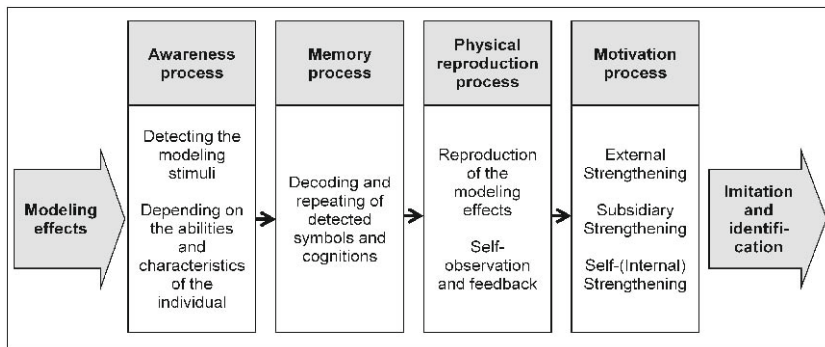 Modeling
effects
Awareness
process
Detecting the
modeling
stimuli
Depending on
the abilities
and
characteristics
of the
individual
Memory
process
Decoding and
repeating of
detected
symbols and
cognitions
Physical
reproduction
process
Reproduction
of the
modeling
effects
Self-
observation
and feedback
Motivation
process
External
Strengthening
Subsidiary
Strengthening
Self-(Internal)
Strengthening
Imitation
and
identifi-
cation